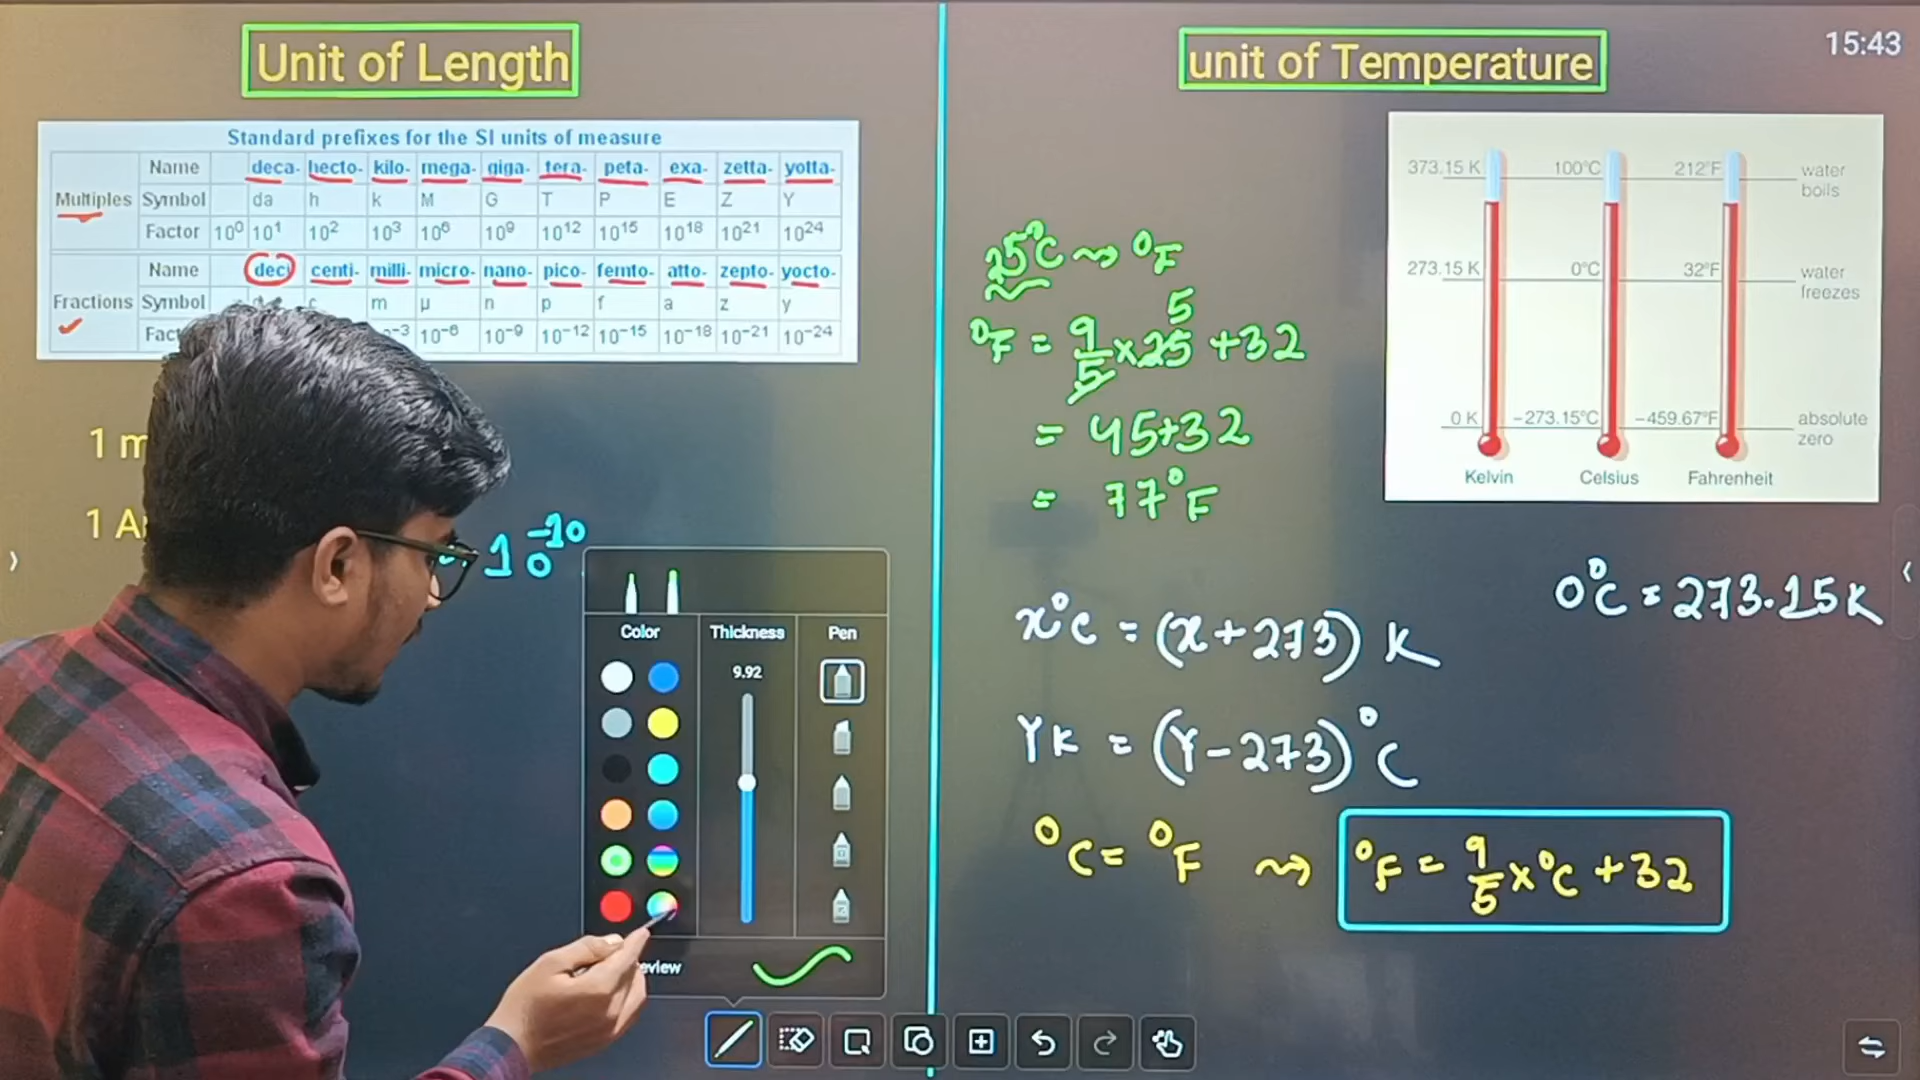 Unit of Length
Standard prefixes for the SI units of measure
Multiples
Name deca- hecto- kilo- mega- giga- tera- peta- exa- zetta- yotta-
Symbol da h k M G T P E Z Y
Factor 10⁰ 10¹ 10² 10³ 10⁶ 10⁹ 10¹² 10¹⁵ 10¹⁸ 10²¹ 10²⁴
Fractions
Name deci centi- milli- micro- nano- pico- femto- atto- zepto- yocto-
Symbol m µ n p f a z y
10⁻⁶ 10⁻⁹ 10⁻¹² 10⁻¹⁵ 10⁻¹⁸ 10⁻²¹ 10⁻²⁴
1
1
10⁻¹⁰
Color Thickness Pen
9.92
unit of Temperature
15:43
25°C ⇝ °F
°F = 9/5 × 25 + 32
5
= 45+32
= 77°F
373.15 K 100°C 212°F water boils
273.15 K 0°C 32°F water freezes
0 K -273.15°C -459.67°F absolute zero
Kelvin Celsius Fahrenheit
0°C = 273.15 K
x°C = (x+273) K
YK = (Y-273)°C
°C = °F ⇝ °F = 9/5 × °C + 32